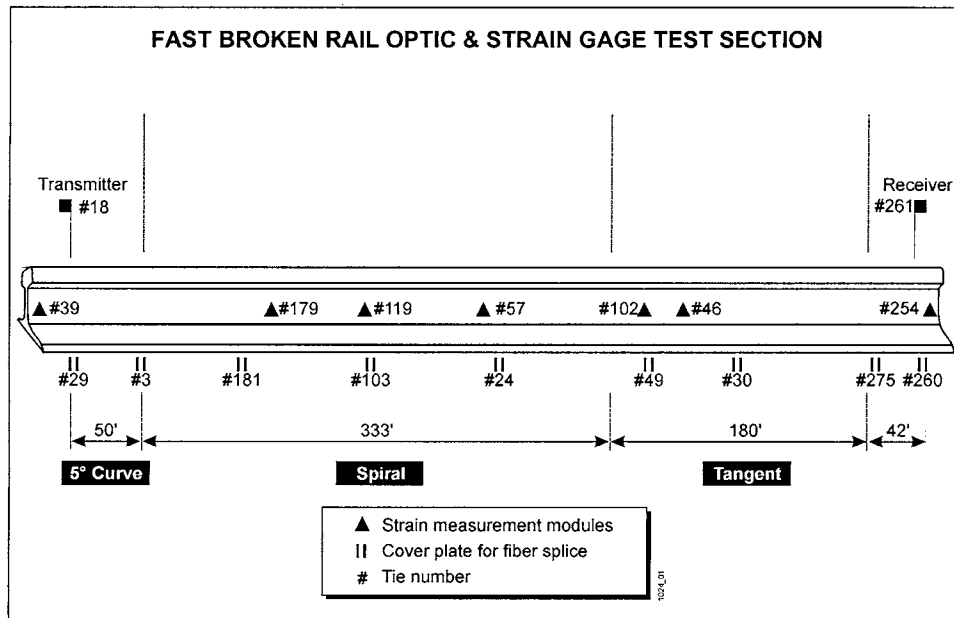 FAST BROKEN RAIL OPTIC & STRAIN GAGE TEST SECTION
Transmitter
#18
Receiver
#261
#39
#179
#119
#57
#102
#46
#254
#29
#3
#181
#103
#24
#49
#30
#275
#260
50'
333'
180'
42'
5° Curve
Spiral
Tangent
Strain measurement modules
Cover plate for fiber splice
# Tie number
1024_01